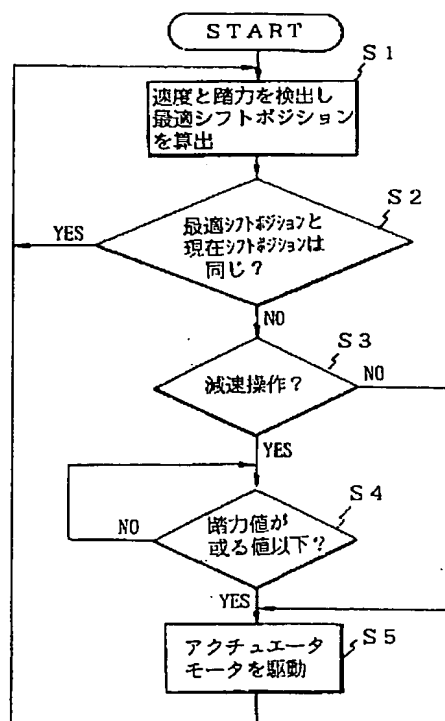 START
S1
速度と踏力を検出し
最適シフトポジション
を算出
S2
最適シフトポジションと
現在シフトポジションは
同じ?
YES
NO
S3
減速操作?
NO
YES
S4
踏力値が
或る値以下?
NO
YES
S5
アクチュエータ
モータを駆動